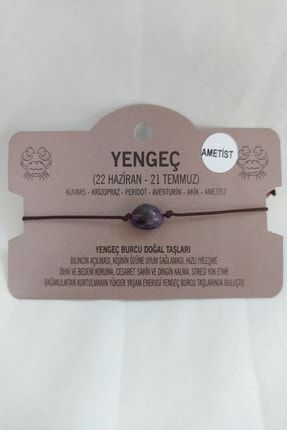 AMETİST
YENGEÇ
(22 HAZİRAN - 21 TEMMUZ)
KUVARS - KRİZOPRAZ - PERİDOT - AVENTURİN - AKİK - AMETİST
YENGEÇ BURCU DOĞAL TAŞLARI
BİLİNCİN AÇILMASI, KİŞİNİN ÖZÜNE UYUM SAĞLAMASI, HIZLI İYİLEŞME
ZİHNİ VE BEDENİ KORUMA, CESARET, SAKİN VE DİNGİN KALMA, STRESİ YOK ETME
BAĞIMLILIKTAN KURTULMANIN YÜKSEK YAŞAM ENERJİSİ YENGEÇ BURCU TAŞLARINDA BULUŞTU